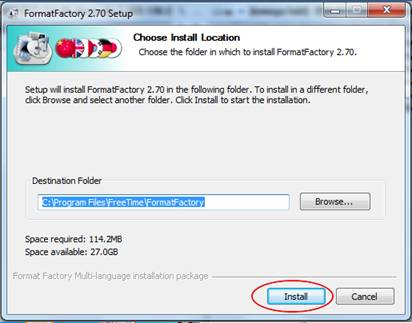 FormatFactory 2.70 Setup
Choose Install Location
Choose the folder in which to install FormatFactory 2.70.
Setup will install FormatFactory 2.70 in the following folder. To install in a different folder,
click Browse and select another folder. Click Install to start the installation.
Destination Folder
C:\Program Files\FreeTime\FormatFactory
Browse...
Space required: 114.2MB
Space available: 27.0GB
Format Factory Multi-language installation package
Install
Cancel